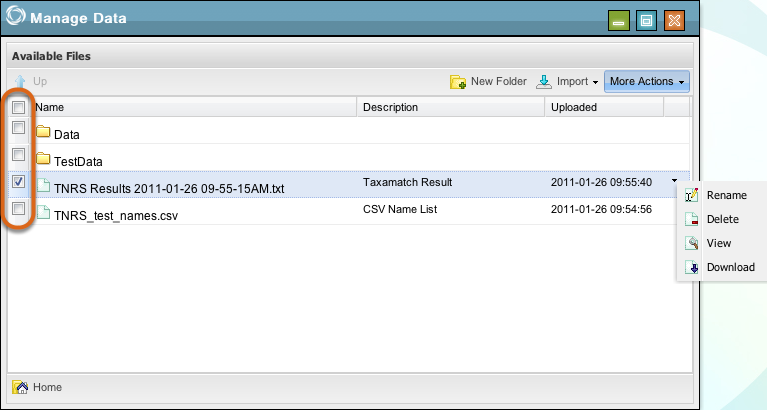 Manage Data
Available Files
Up New Folder Import More Actions
Name Description Uploaded
Data
TestData
TNRS Results 2011-01-26 09-55-15AM.txt Taxamatch Result 2011-01-26 09:55:40
TNRS_test_names.csv CSV Name List 2011-01-26 09:54:56
Rename
Delete
View
Download
Home